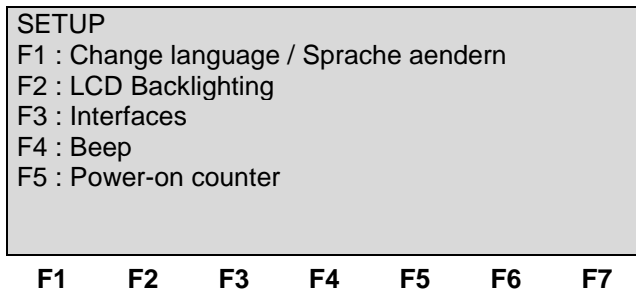 SETUP
F1 : Change language / Sprache aendern
F2 : LCD Backlighting
F3 : Interfaces
F4 : Beep
F5 : Power-on counter
F1 F2 F3 F4 F5 F6 F7